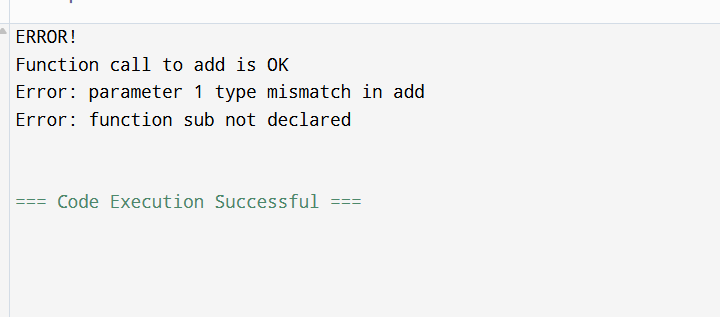 ERROR!
Function call to add is OK
Error: parameter 1 type mismatch in add
Error: function sub not declared
=== Code Execution Successful ===